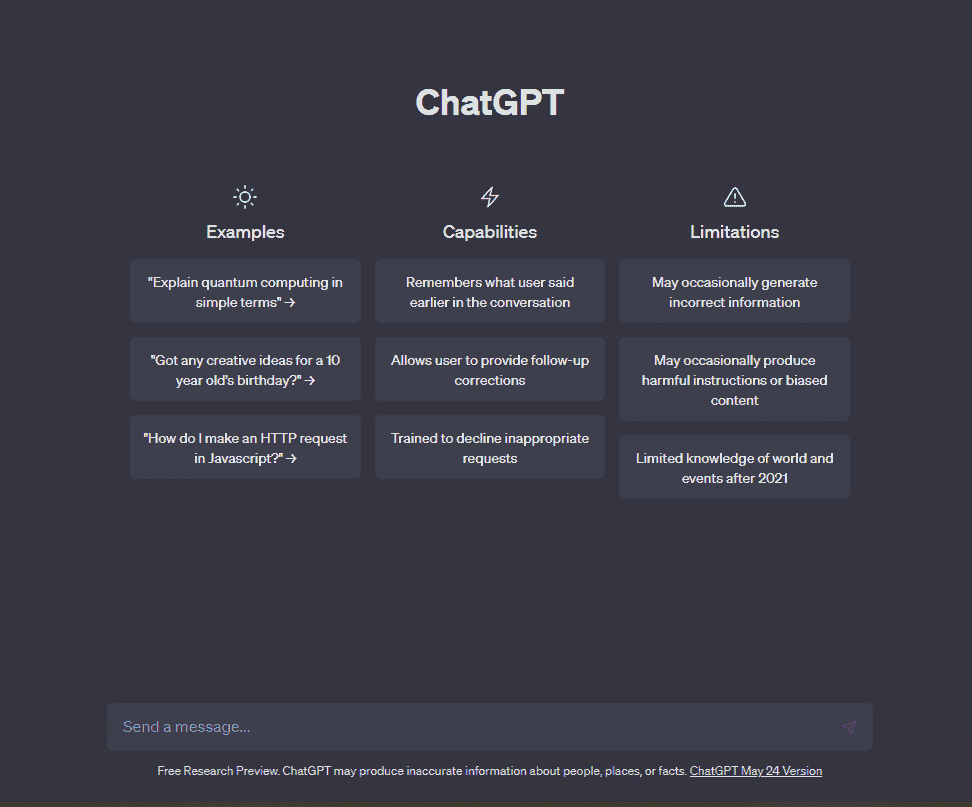 ChatGPT
Examples
"Explain quantum computing in
simple terms" →
"Got any creative ideas for a 10
year old's birthday?" →
"How do I make an HTTP request
in Javascript?" →
Capabilities
Remembers what user said
earlier in the conversation
Allows user to provide follow-up
corrections
Trained to decline inappropriate
requests
Limitations
May occasionally generate
incorrect information
May occasionally produce
harmful instructions or biased
content
Limited knowledge of world and
events after 2021
Send a message...
Free Research Preview. ChatGPT may produce inaccurate information about people, places, or facts. ChatGPT May 24 Version